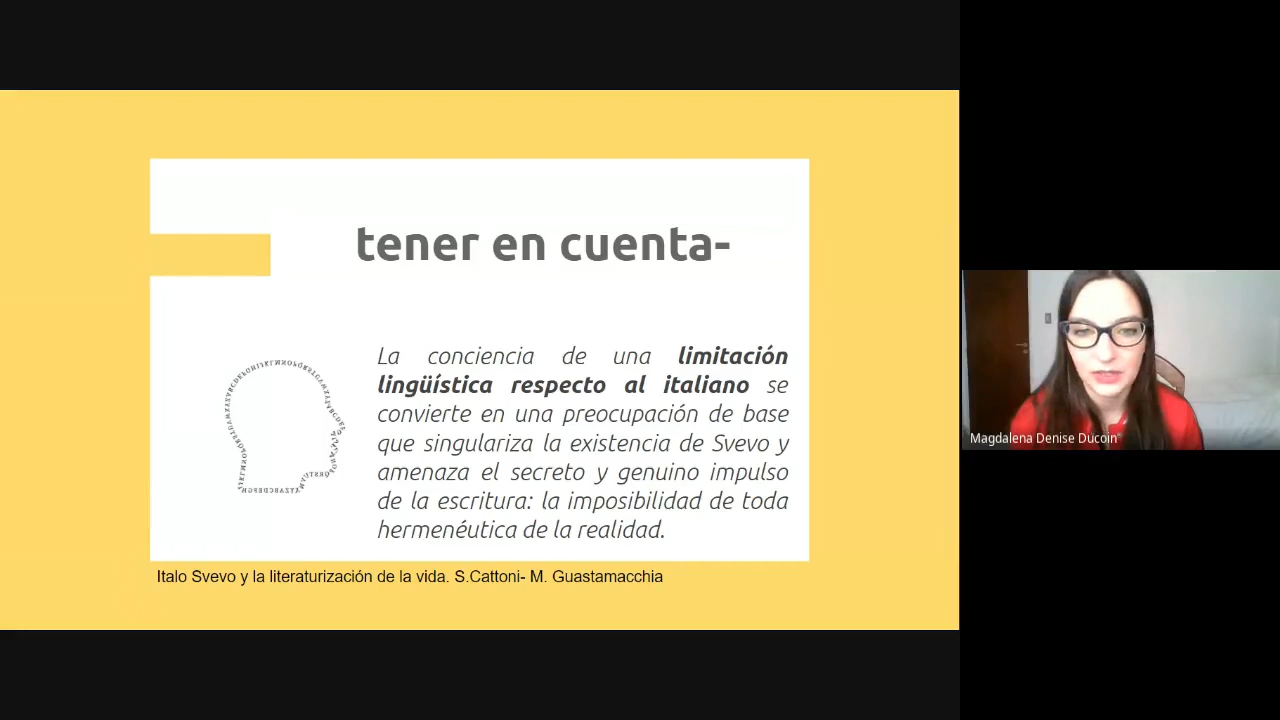 tener en cuenta-
La conciencia de una limitación
lingüística respecto al italiano se
convierte en una preocupación de base
que singulariza la existencia de Svevo y
amenaza el secreto y genuino impulso
de la escritura: la imposibilidad de toda
hermenéutica de la realidad.
Italo Svevo y la literaturización de la vida. S.Cattoni- M. Guastamacchia
Magdalena Denise Ducoin